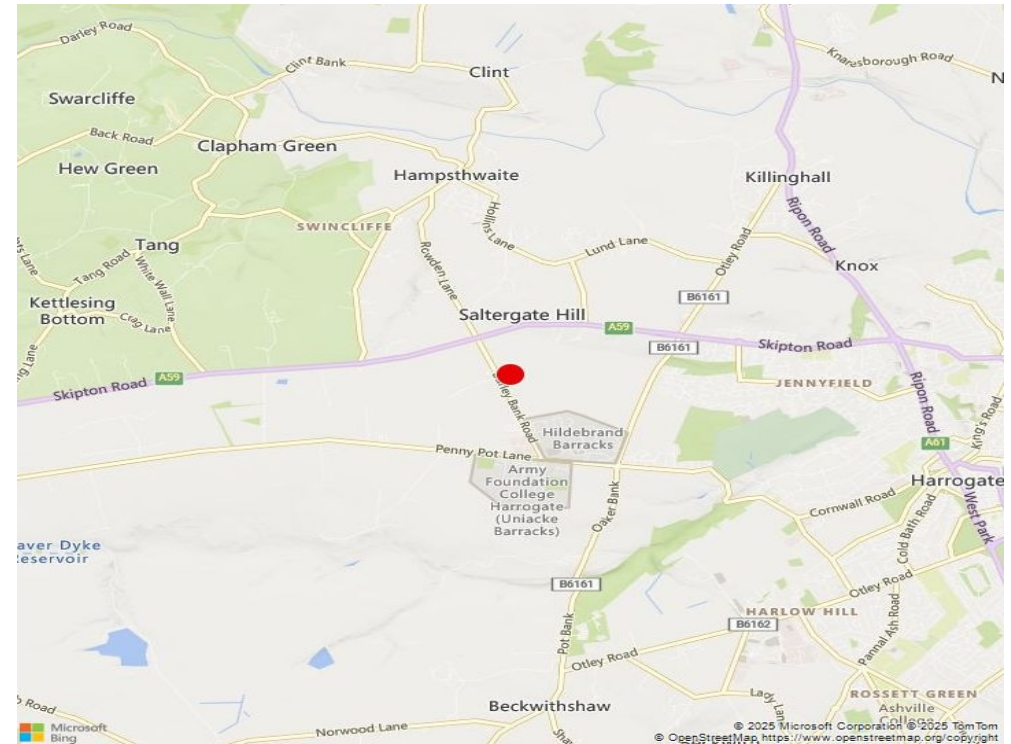 Darley Road
Clint Bank
Clint
Knaresborough Road
Swarcliffe
Back Road
Clapham Green
Hew Green
Hampsthwaite
Killinghall
Hollins Lane
Ripon Road
SWINCLIFFE
Lund Lane
Otley Road
Tang
Rowden Lane
Knox
Tang Road
White Wall Lane
B6161
Kettlesing
Bottom
Crag Lane
Saltergate Hill
A59
B6161
Skipton Road
Skipton Road
A59
JENNYFIELD
Ripon Road
Bank Road
King's Road
Hildebrand
Barracks
A61
Penny Pot Lane
Army
Foundation
College
Harrogate
(Uniacke
Barracks)
Harrogate
Cornwall Road
Cold Bath Road
West Park
Oaker Bank
aver Dyke
Reservoir
Otley Road
B6161
HARLOW HILL
B6162
Pot Bank
Pannal Ash Road
Otley Road
Lady Lane
ROSSETT GREEN
Beckwithshaw
Ashville
College
Norwood Lane
Microsoft
Bing
© 2025 Microsoft Corporation © 2025 TomTom
© OpenStreetMap https://www.openstreetmap.org/copyright